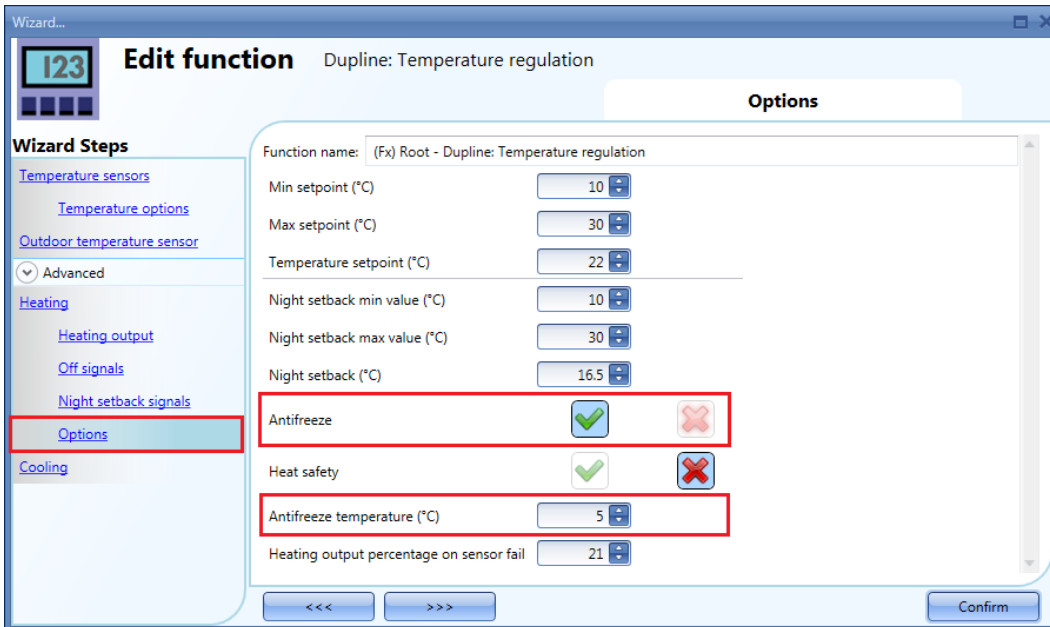 Wizard...
123
Edit function Dupline: Temperature regulation
Options
Wizard Steps
Temperature sensors
Temperature options
Outdoor temperature sensor
Advanced
Heating
Heating output
Off signals
Night setback signals
Options
Cooling
Function name: (Fx) Root - Dupline: Temperature regulation
Min setpoint (°C) 10
Max setpoint (°C) 30
Temperature setpoint (°C) 22
Night setback min value (°C) 10
Night setback max value (°C) 30
Night setback (°C) 16.5
Antifreeze
Heat safety
Antifreeze temperature (°C) 5
Heating output percentage on sensor fail 21
<<< >>> Confirm